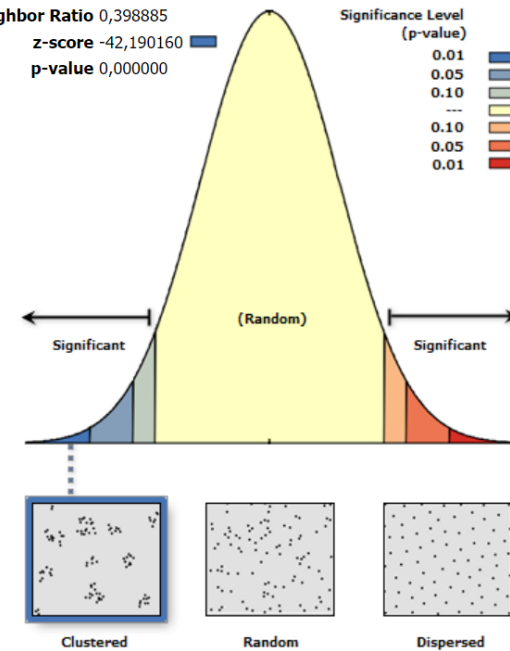 ghbor Ratio 0,398885
z-score -42,190160
p-value 0,000000
Significance Level
(p-value)
0.01
0.05
0.10
---
0.10
0.05
0.01
(Random)
Significant
Significant
Clustered
Random
Dispersed